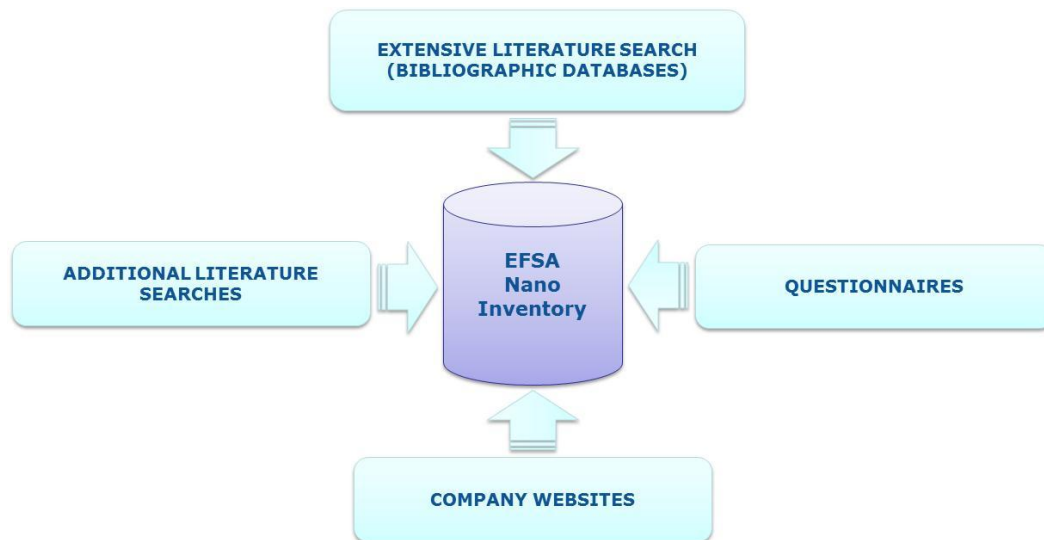 EXTENSIVE LITERATURE SEARCH
(BIBLIOGRAPHIC DATABASES)
ADDITIONAL LITERATURE
SEARCHES
EFSA
Nano
Inventory
QUESTIONNAIRES
COMPANY WEBSITES